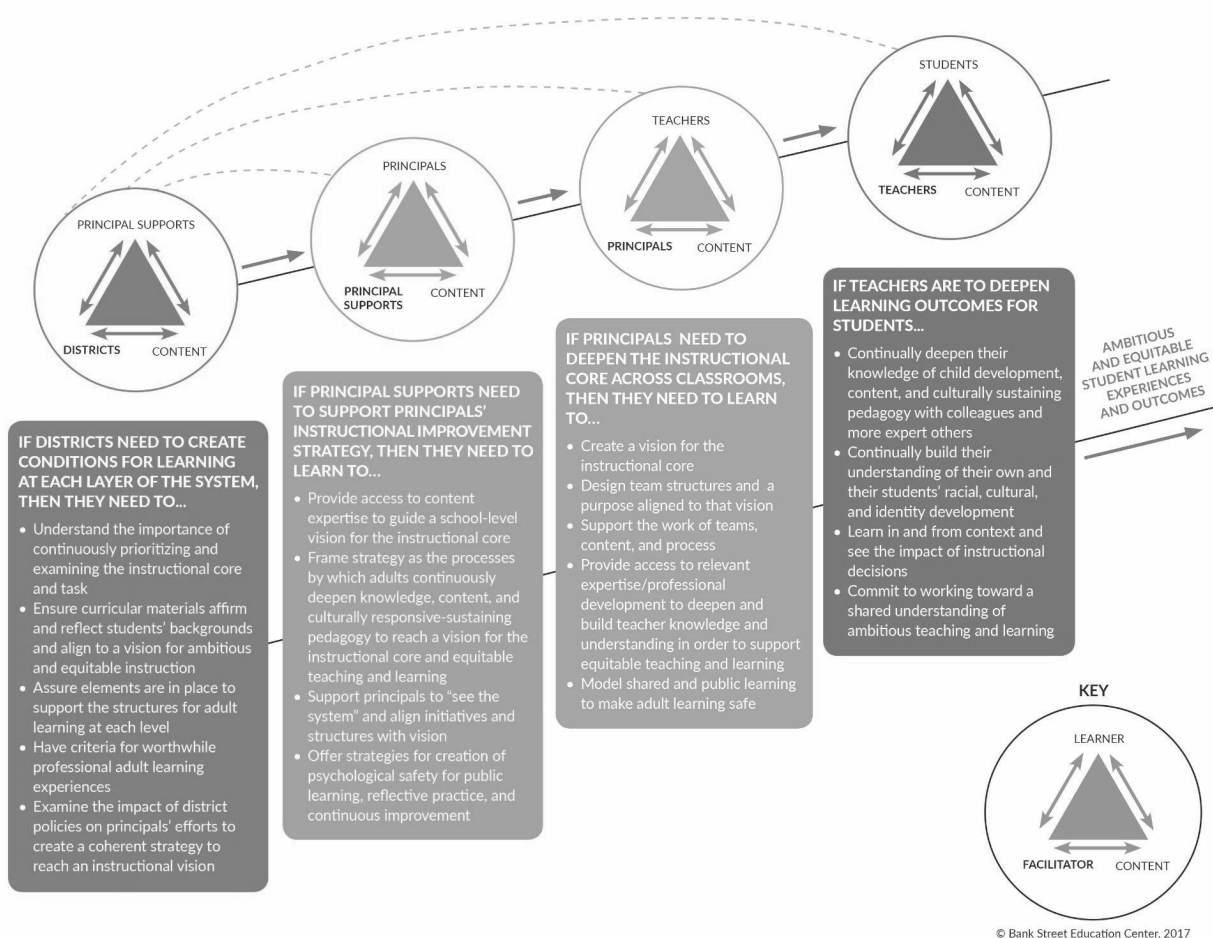 STUDENTS
TEACHERS
CONTENT
TEACHERS
PRINCIPALS
CONTENT
PRINCIPALS
PRINCIPAL
SUPPORTS
CONTENT
PRINCIPAL SUPPORTS
DISTRICTS
CONTENT
IF DISTRICTS NEED TO CREATE
CONDITIONS FOR LEARNING
AT EACH LAYER OF THE SYSTEM,
THEN THEY NEED TO...
• Understand the importance of
continuously prioritizing and
examining the instructional core
and task
• Ensure curricular materials affirm
and reflect students' backgrounds
and align to a vision for ambitious
and equitable instruction
• Assure elements are in place to
support the structures for adult
learning at each level
• Have criteria for worthwhile
professional adult learning
experiences
• Examine the impact of district
policies on principals' efforts to
create a coherent strategy to
reach an instructional vision
IF PRINCIPAL SUPPORTS NEED
TO SUPPORT PRINCIPALS'
INSTRUCTIONAL IMPROVEMENT
STRATEGY, THEN THEY NEED TO
LEARN TO...
• Provide access to content
expertise to guide a school-level
vision for the instructional core
• Frame strategy as the processes
by which adults continuously
deepen knowledge, content, and
culturally responsive-sustaining
pedagogy to reach a vision for the
instructional core and equitable
teaching and learning
• Support principals to "see the
system" and align initiatives and
structures with vision
• Offer strategies for creation of
psychological safety for public
learning, reflective practice, and
continuous improvement
IF PRINCIPALS NEED TO
DEEPEN THE INSTRUCTIONAL
CORE ACROSS CLASSROOMS,
THEN THEY NEED TO LEARN
TO...
• Create a vision for the
instructional core
• Design team structures and a
purpose aligned to that vision
• Support the work of teams,
content, and process
• Provide access to relevant
expertise/professional
development to deepen and
build teacher knowledge and
understanding in order to support
equitable teaching and learning
• Model shared and public learning
to make adult learning safe
IF TEACHERS ARE TO DEEPEN
LEARNING OUTCOMES FOR
STUDENTS...
• Continually deepen their
knowledge of child development,
content, and culturally sustaining
pedagogy with colleagues and
more expert others
• Continually build their
understanding of their own and
their students' racial, cultural,
and identity development
• Learn in and from context and
see the impact of instructional
decisions
• Commit to working toward a
shared understanding of
ambitious teaching and learning
AMBITIOUS
AND EQUITABLE
STUDENT LEARNING
EXPERIENCES
AND OUTCOMES
KEY
LEARNER
FACILITATOR
CONTENT
© Bank Street Education Center, 2017